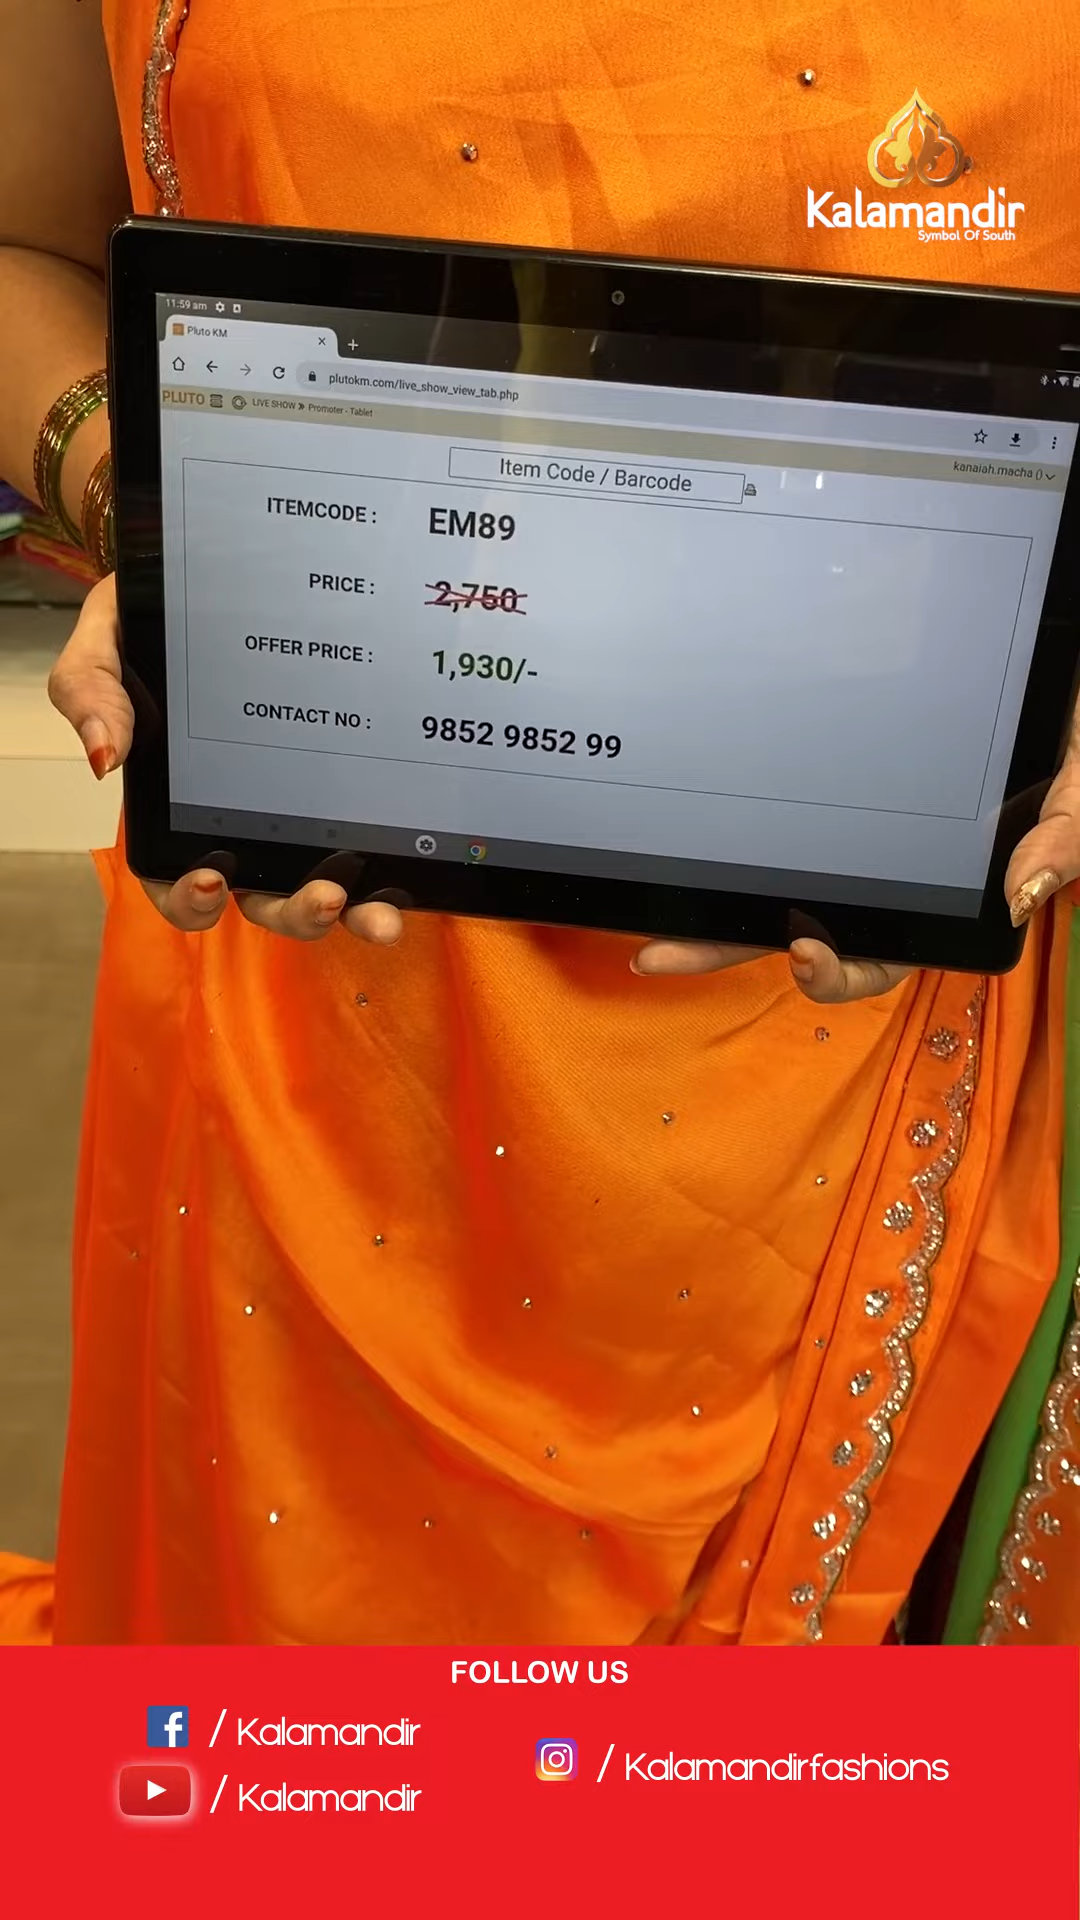 Kalamandir
Symbol Of South
11:59 am
Pluto KM
plutokm.com/live_show_view_tab.php
PLUTO
LIVE SHOW » Promoter - Tablet
kanaiah.macha ()
Item Code / Barcode
ITEMCODE : EM89
PRICE : 2,750
OFFER PRICE : 1,930/-
CONTACT NO : 9852 9852 99
FOLLOW US
/ Kalamandir
/ Kalamandirfashions
/ Kalamandir